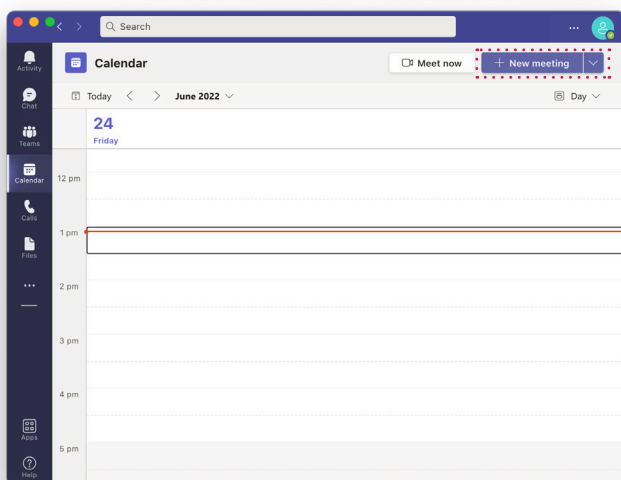 Search
Activity
Calendar
Meet now
New meeting
Chat
Today
June 2022
Day
Teams
24
Friday
Calendar
12 pm
Calls
1 pm
Files
2 pm
3 pm
4 pm
Apps
5 pm
Help